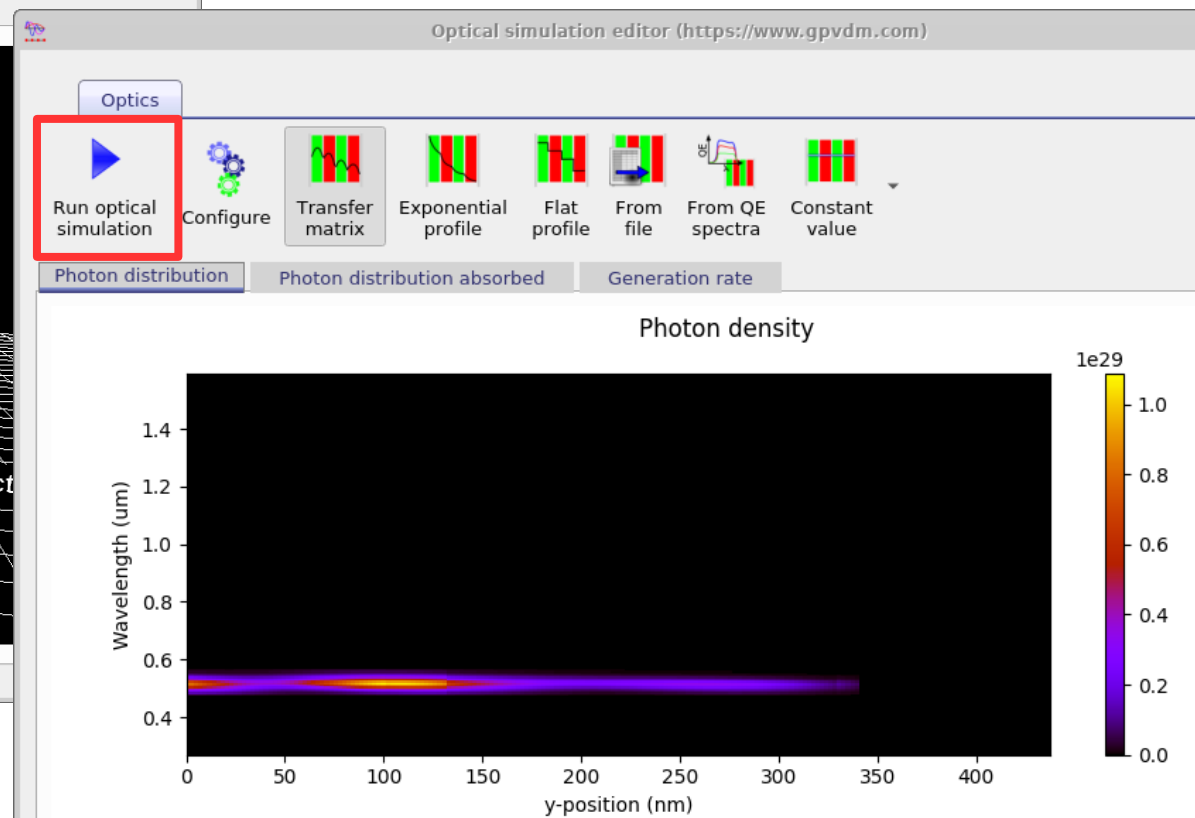 Optical simulation editor (https://www.gpvdm.com)
Optics
Run optical
simulation
Configure
Transfer
matrix
Exponential
profile
Flat
profile
From
file
QE
From QE
spectra
Constant
value
Photon distribution
Photon distribution absorbed
Generation rate
Photon density
1e29
1.4
1.2
1.0
0.8
0.6
0.4
Wavelength (um)
0 50 100 150 200 250 300 350 400
y-position (nm)
1.0
0.8
0.6
0.4
0.2
0.0
ct